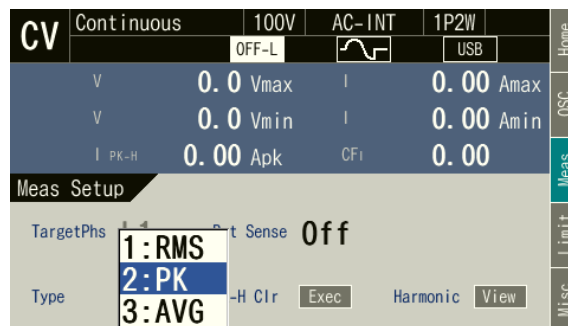 CV Continuous 100V AC-INT 1P2W
OFF-L USB
V 0.0 Vmax I 0.00 Amax
V 0.0 Vmin I 0.00 Amin
I PK-H 0.00 Apk CFI 0.00
Meas Setup
TargetPhs Sense Off
1:RMS
2:PK
3:AVG
Type -H Clr Exec Harmonic View
Home
OSC
Meas
Limit
Misc